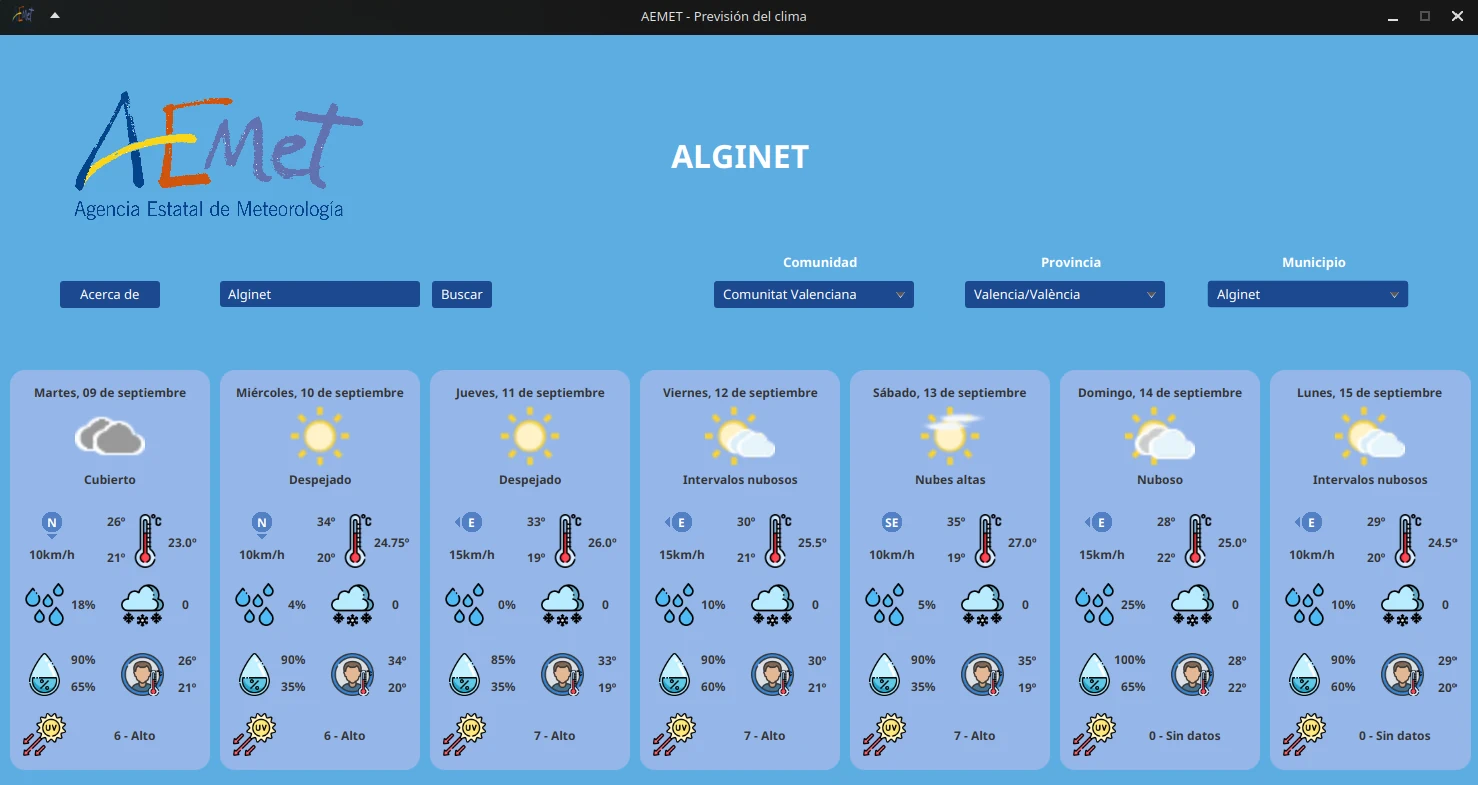 AEMET - Previsión del clima
AEMet
Agencia Estatal de Meteorología
ALGINET
Comunidad Provincia Municipio
Acerca de Alginet Buscar Comunitat Valenciana Valencia/València Alginet
Martes, 09 de septiembre
Cubierto
N 26º ºC
10km/h 21º 23.0º
18% 0
90% 26º
% 65% 21º
UV 6 - Alto
Miércoles, 10 de septiembre
Despejado
N 34º ºC
10km/h 20º 24.75º
4% 0
90% 34º
% 35% 20º
UV 6 - Alto
Jueves, 11 de septiembre
Despejado
E 33º ºC
15km/h 19º 26.0º
0% 0
85% 33º
% 35% 19º
UV 7 - Alto
Viernes, 12 de septiembre
Intervalos nubosos
E 30º ºC
15km/h 21º 25.5º
10% 0
90% 30º
% 60% 21º
UV 7 - Alto
Sábado, 13 de septiembre
Nubes altas
SE 35º ºC
10km/h 19º 27.0º
5% 0
90% 35º
% 35% 19º
UV 7 - Alto
Domingo, 14 de septiembre
Nuboso
E 28º ºC
15km/h 22º 25.0º
25% 0
100% 28º
% 65% 22º
UV 0 - Sin datos
Lunes, 15 de septiembre
Intervalos nubosos
E 29º ºC
10km/h 20º 24.5º
10% 0
90% 29º
% 60% 20º
UV 0 - Sin datos